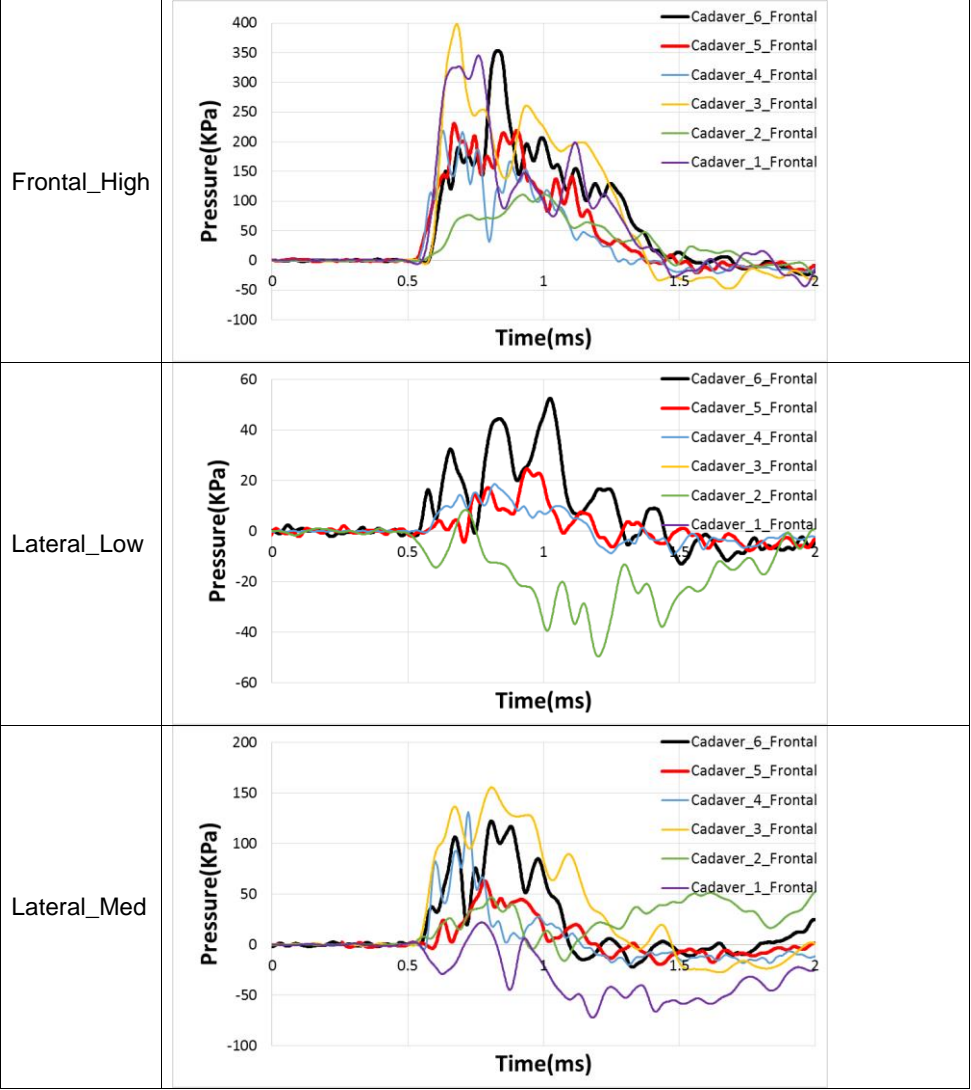 Frontal_High
Pressure(KPa)
400
350
300
250
200
150
100
50
0
-50
-100
0
0.5
1
1.5
2
Time(ms)
Cadaver_6_Frontal
Cadaver_5_Frontal
Cadaver_4_Frontal
Cadaver_3_Frontal
Cadaver_2_Frontal
Cadaver_1_Frontal
Lateral_Low
Pressure(KPa)
60
40
20
0
-20
-40
-60
0
0.5
1
1.5
2
Time(ms)
Cadaver_6_Frontal
Cadaver_5_Frontal
Cadaver_4_Frontal
Cadaver_3_Frontal
Cadaver_2_Frontal
Cadaver_1_Frontal
Lateral_Med
Pressure(KPa)
200
150
100
50
0
-50
-100
0
0.5
1
1.5
2
Time(ms)
Cadaver_6_Frontal
Cadaver_5_Frontal
Cadaver_4_Frontal
Cadaver_3_Frontal
Cadaver_2_Frontal
Cadaver_1_Frontal